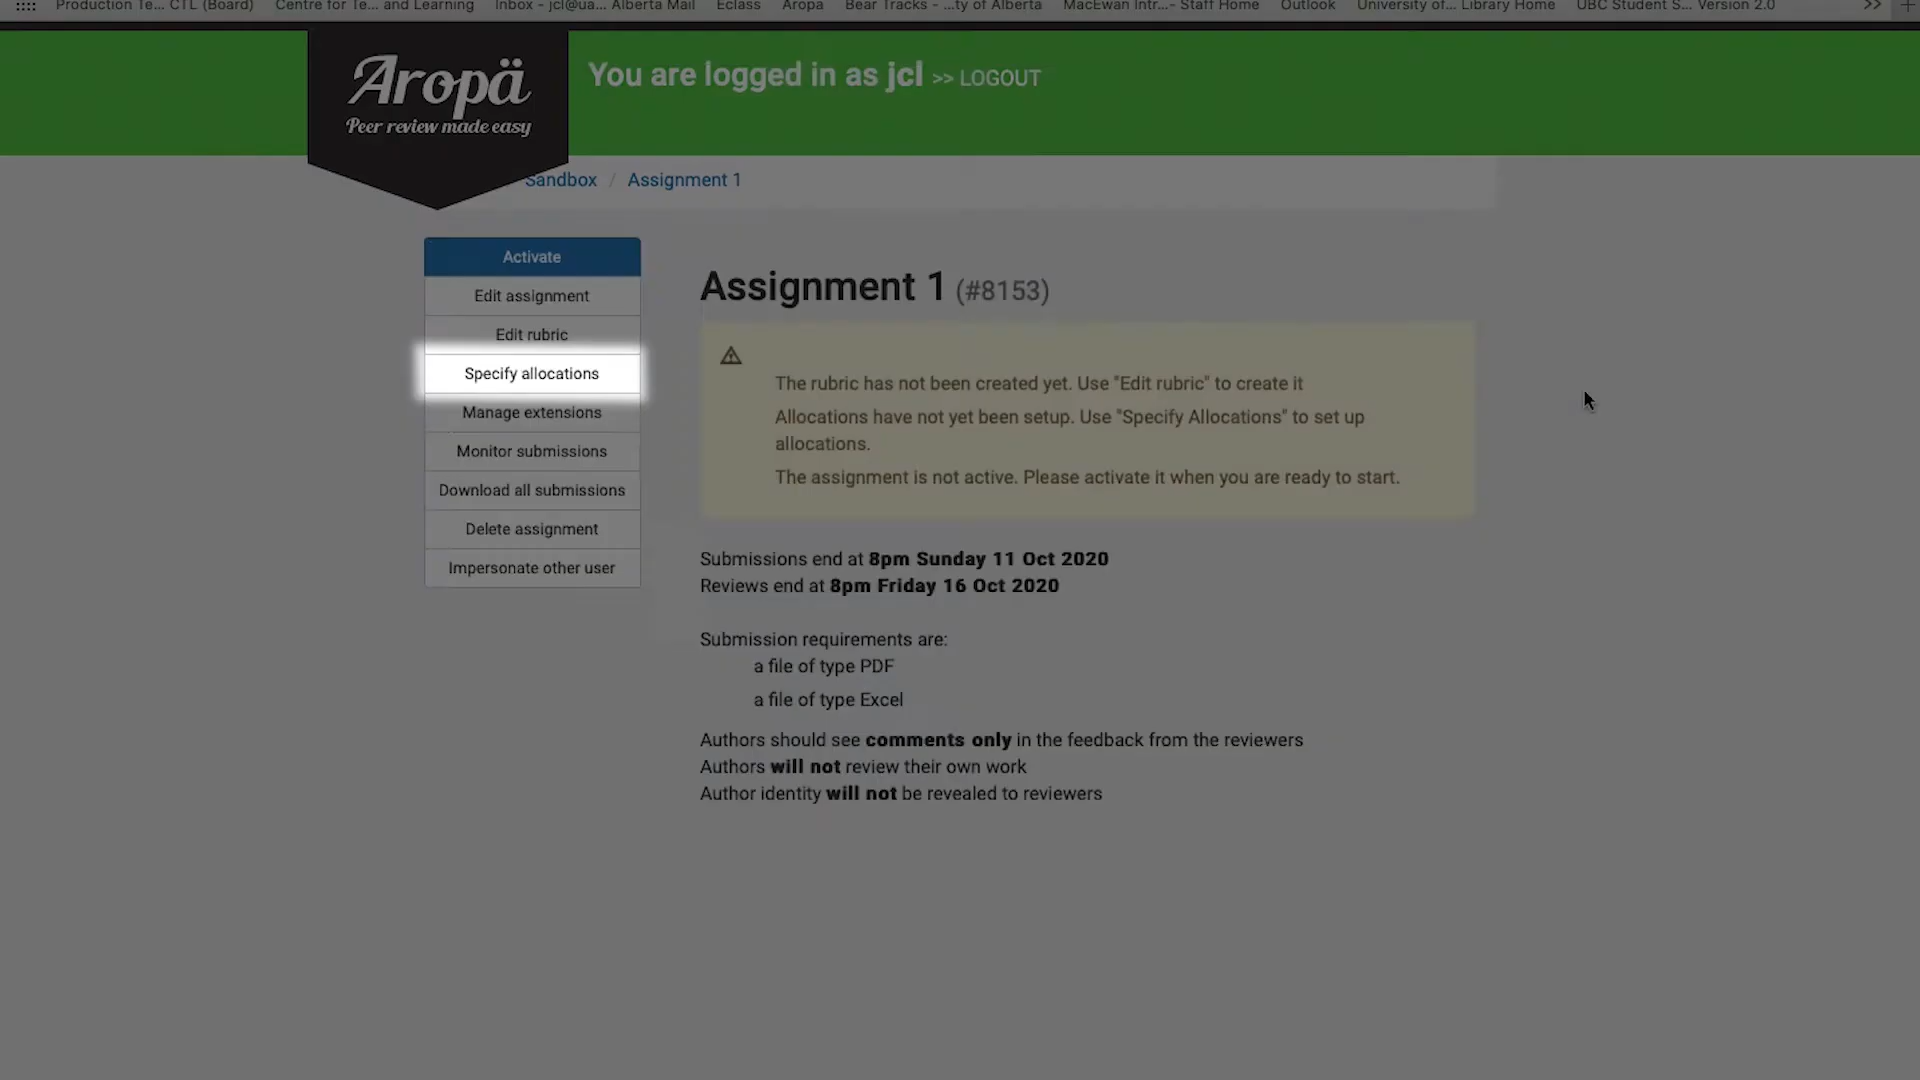 Production Te... CTL (Board) Centre for Te... and Learning Inbox - jcl@ua... Alberta Mail Eclass Aropa Bear Tracks - ...ty of Alberta MacEwan Intr...- Staff Home Outlook University of... Library Home UBC Student S... Version 2.0 >>
Aropä
Peer review made easy
You are logged in as jcl >> LOGOUT
Sandbox / Assignment 1
Activate
Edit assignment
Edit rubric
Specify allocations
Manage extensions
Monitor submissions
Download all submissions
Delete assignment
Impersonate other user
Assignment 1 (#8153)
The rubric has not been created yet. Use "Edit rubric" to create it
Allocations have not yet been setup. Use "Specify Allocations" to set up
allocations.
The assignment is not active. Please activate it when you are ready to start.
Submissions end at 8pm Sunday 11 Oct 2020
Reviews end at 8pm Friday 16 Oct 2020
Submission requirements are:
a file of type PDF
a file of type Excel
Authors should see comments only in the feedback from the reviewers
Authors will not review their own work
Author identity will not be revealed to reviewers